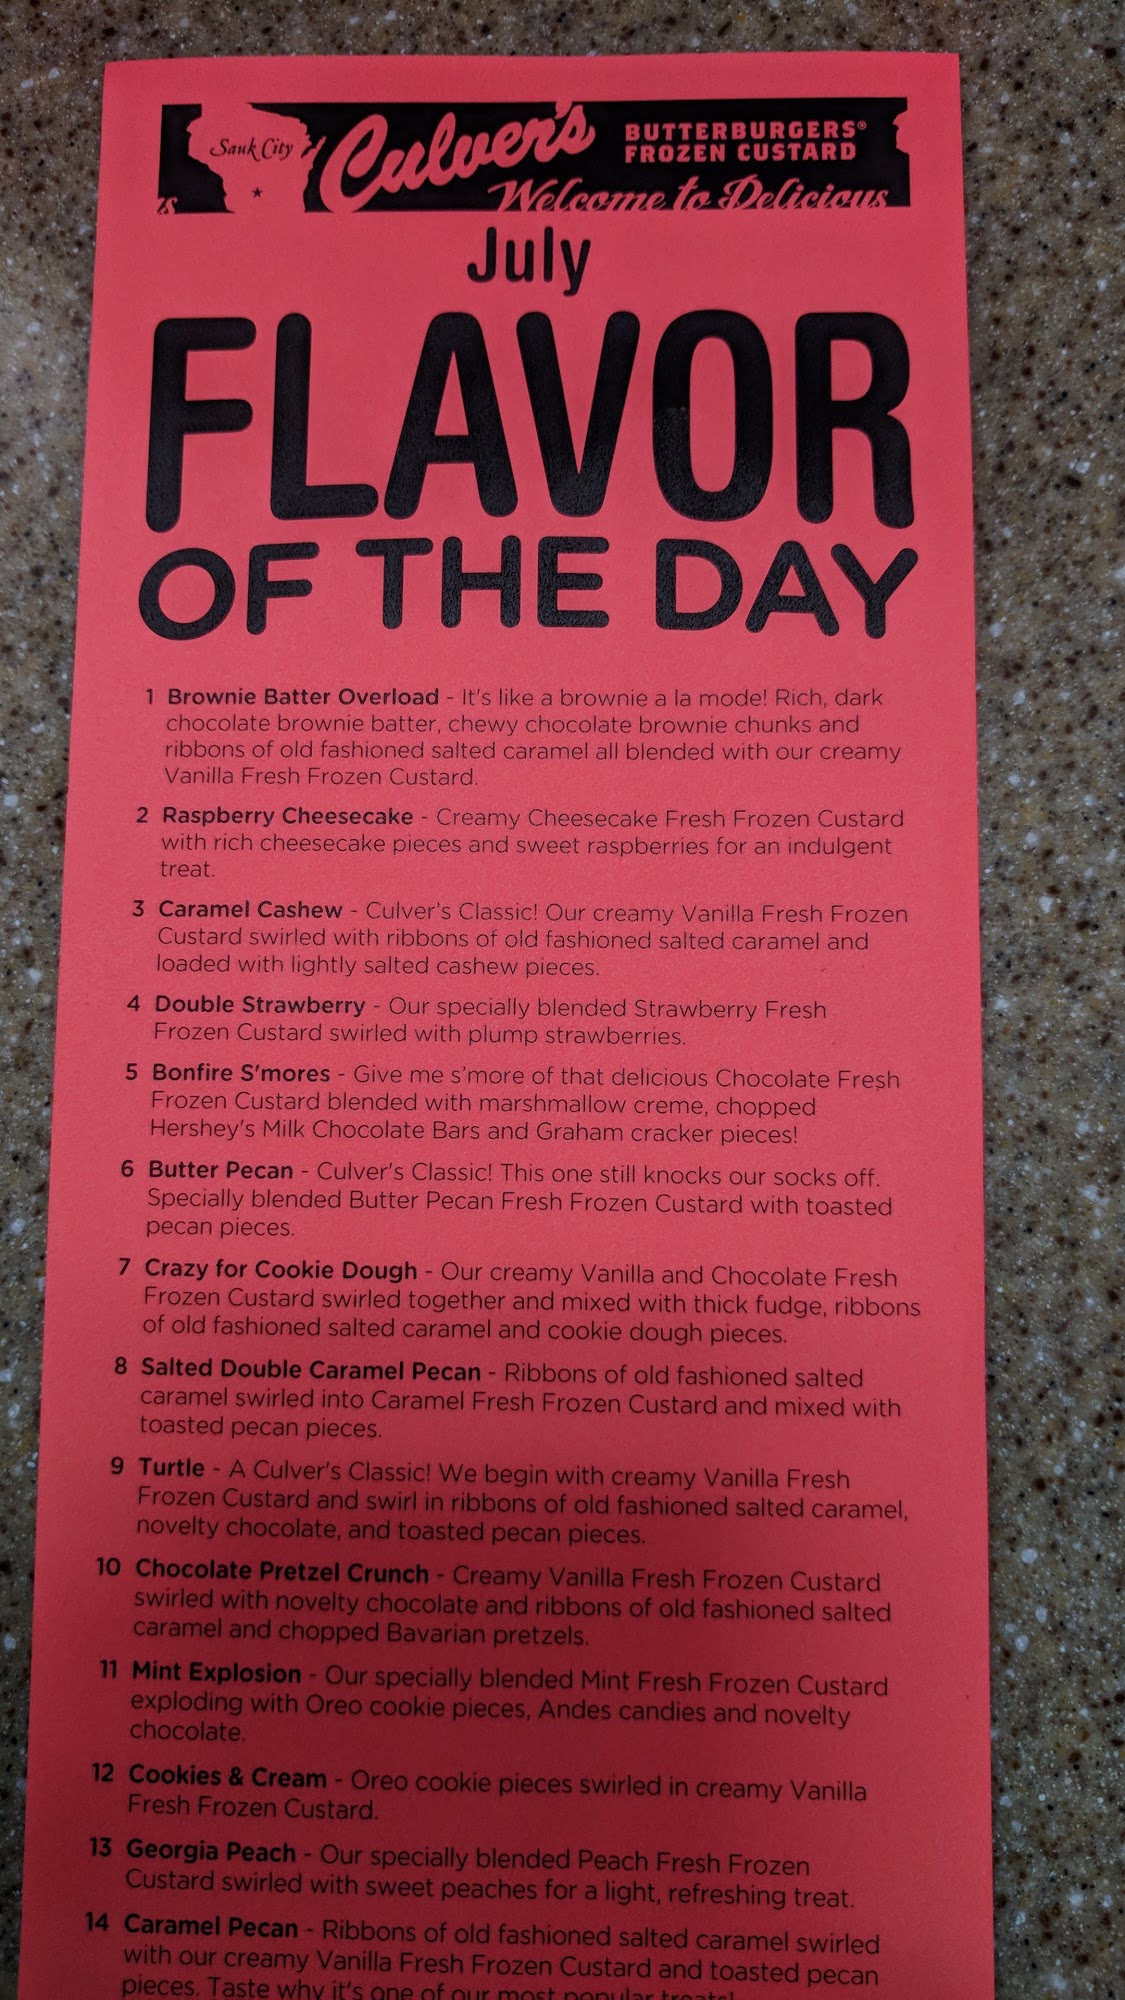 Sauk City
Culver's
BUTTERBURGERS®
FROZEN CUSTARD
Welcome to Delicious
July
FLAVOR
OF THE DAY
1 Brownie Batter Overload - It's like a brownie a la mode! Rich, dark
chocolate brownie batter, chewy chocolate brownie chunks and
ribbons of old fashioned salted caramel all blended with our creamy
Vanilla Fresh Frozen Custard.
2 Raspberry Cheesecake - Creamy Cheesecake Fresh Frozen Custard
with rich cheesecake pieces and sweet raspberries for an indulgent
treat.
3 Caramel Cashew - Culver's Classic! Our creamy Vanilla Fresh Frozen
Custard swirled with ribbons of old fashioned salted caramel and
loaded with lightly salted cashew pieces.
4 Double Strawberry - Our specially blended Strawberry Fresh
Frozen Custard swirled with plump strawberries.
5 Bonfire S'mores - Give me s'more of that delicious Chocolate Fresh
Frozen Custard blended with marshmallow creme, chopped
Hershey's Milk Chocolate Bars and Graham cracker pieces!
6 Butter Pecan - Culver's Classic! This one still knocks our socks off.
Specially blended Butter Pecan Fresh Frozen Custard with toasted
pecan pieces.
7 Crazy for Cookie Dough - Our creamy Vanilla and Chocolate Fresh
Frozen Custard swirled together and mixed with thick fudge, ribbons
of old fashioned salted caramel and cookie dough pieces.
8 Salted Double Caramel Pecan - Ribbons of old fashioned salted
caramel swirled into Caramel Fresh Frozen Custard and mixed with
toasted pecan pieces.
9 Turtle - A Culver's Classic! We begin with creamy Vanilla Fresh
Frozen Custard and swirl in ribbons of old fashioned salted caramel,
novelty chocolate, and toasted pecan pieces.
10 Chocolate Pretzel Crunch - Creamy Vanilla Fresh Frozen Custard
swirled with novelty chocolate and ribbons of old fashioned salted
caramel and chopped Bavarian pretzels.
11 Mint Explosion - Our specially blended Mint Fresh Frozen Custard
exploding with Oreo cookie pieces, Andes candies and novelty
chocolate.
12 Cookies & Cream - Oreo cookie pieces swirled in creamy Vanilla
Fresh Frozen Custard.
13 Georgia Peach - Our specially blended Peach Fresh Frozen
Custard swirled with sweet peaches for a light, refreshing treat.
14 Caramel Pecan - Ribbons of old fashioned salted caramel swirled
with our creamy Vanilla Fresh Frozen Custard and toasted pecan
pieces. Taste why it's one of our most popular treats!